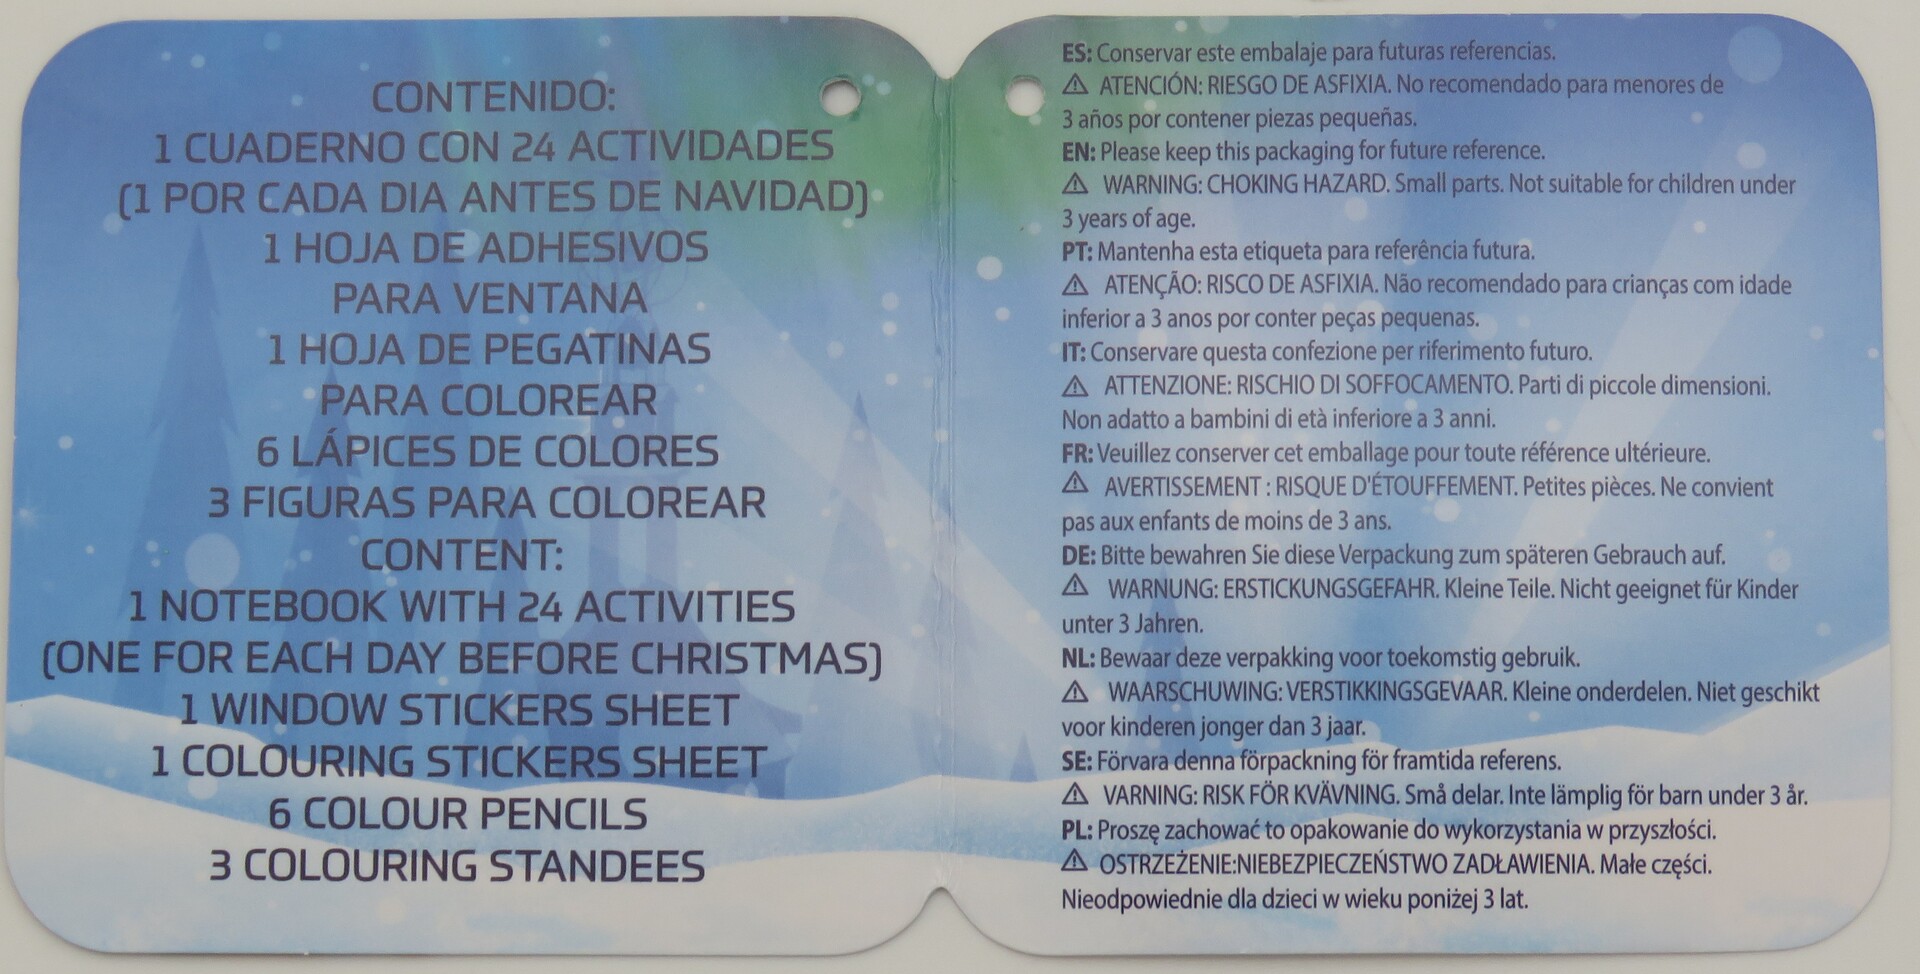 CONTENIDO:
1 CUADERNO CON 24 ACTIVIDADES
(1 POR CADA DIA ANTES DE NAVIDAD)
1 HOJA DE ADHESIVOS
PARA VENTANA
1 HOJA DE PEGATINAS
PARA COLOREAR
6 LÁPICES DE COLORES
3 FIGURAS PARA COLOREAR
CONTENT:
1 NOTEBOOK WITH 24 ACTIVITIES
(ONE FOR EACH DAY BEFORE CHRISTMAS)
1 WINDOW STICKERS SHEET
1 COLOURING STICKERS SHEET
6 COLOUR PENCILS
3 COLOURING STANDEES
ES: Conservar este embalaje para futuras referencias.
⚠ ATENCIÓN: RIESGO DE ASFIXIA. No recomendado para menores de
3 años por contener piezas pequeñas.
EN: Please keep this packaging for future reference.
⚠ WARNING: CHOKING HAZARD. Small parts. Not suitable for children under
3 years of age.
PT: Mantenha esta etiqueta para referência futura.
⚠ ATENÇÃO: RISCO DE ASFIXIA. Não recomendado para crianças com idade
inferior a 3 anos por conter peças pequenas.
IT: Conservare questa confezione per riferimento futuro.
⚠ ATTENZIONE: RISCHIO DI SOFFOCAMENTO. Parti di piccole dimensioni.
Non adatto a bambini di età inferiore a 3 anni.
FR: Veuillez conserver cet emballage pour toute référence ultérieure.
⚠ AVERTISSEMENT : RISQUE D'ÉTOUFFEMENT. Petites pièces. Ne convient
pas aux enfants de moins de 3 ans.
DE: Bitte bewahren Sie diese Verpackung zum späteren Gebrauch auf.
⚠ WARNUNG: ERSTICKUNGSGEFAHR. Kleine Teile. Nicht geeignet für Kinder
unter 3 Jahren.
NL: Bewaar deze verpakking voor toekomstig gebruik.
⚠ WAARSCHUWING: VERSTIKKINGSGEVAAR. Kleine onderdelen. Niet geschikt
voor kinderen jonger dan 3 jaar.
SE: Förvara denna förpackning för framtida referens.
⚠ VARNING: RISK FÖR KVÄVNING. Små delar. Inte lämplig för barn under 3 år.
PL: Proszę zachować to opakowanie do wykorzystania w przyszłości.
⚠ OSTRZEŻENIE:NIEBEZPIECZEŃSTWO ZADŁAWIENIA. Małe części.
Nieodpowiednie dla dzieci w wieku poniżej 3 lat.